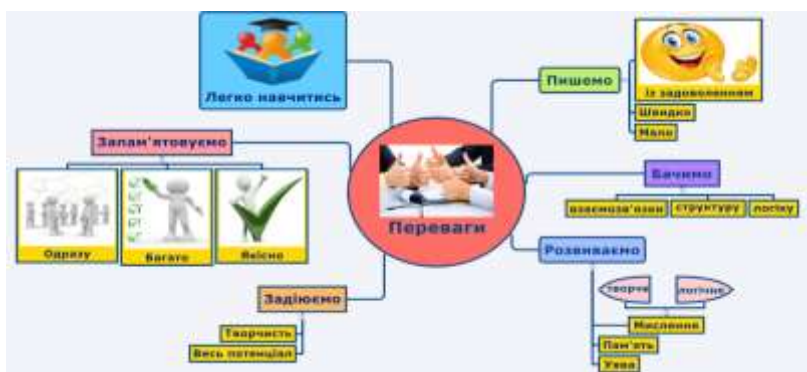 Легко навчитись
Запам'ятовуємо
Одразу
Багато
Якісно
Задіюємо
Творчість
Весь потенціал
Переваги
Пишемо
із задоволенням
Швидко
Мало
Бачимо
взаємозв'язки
структуру
логіку
Розвиваємо
творче
логічне
Мислення
Пам'ять
Увага